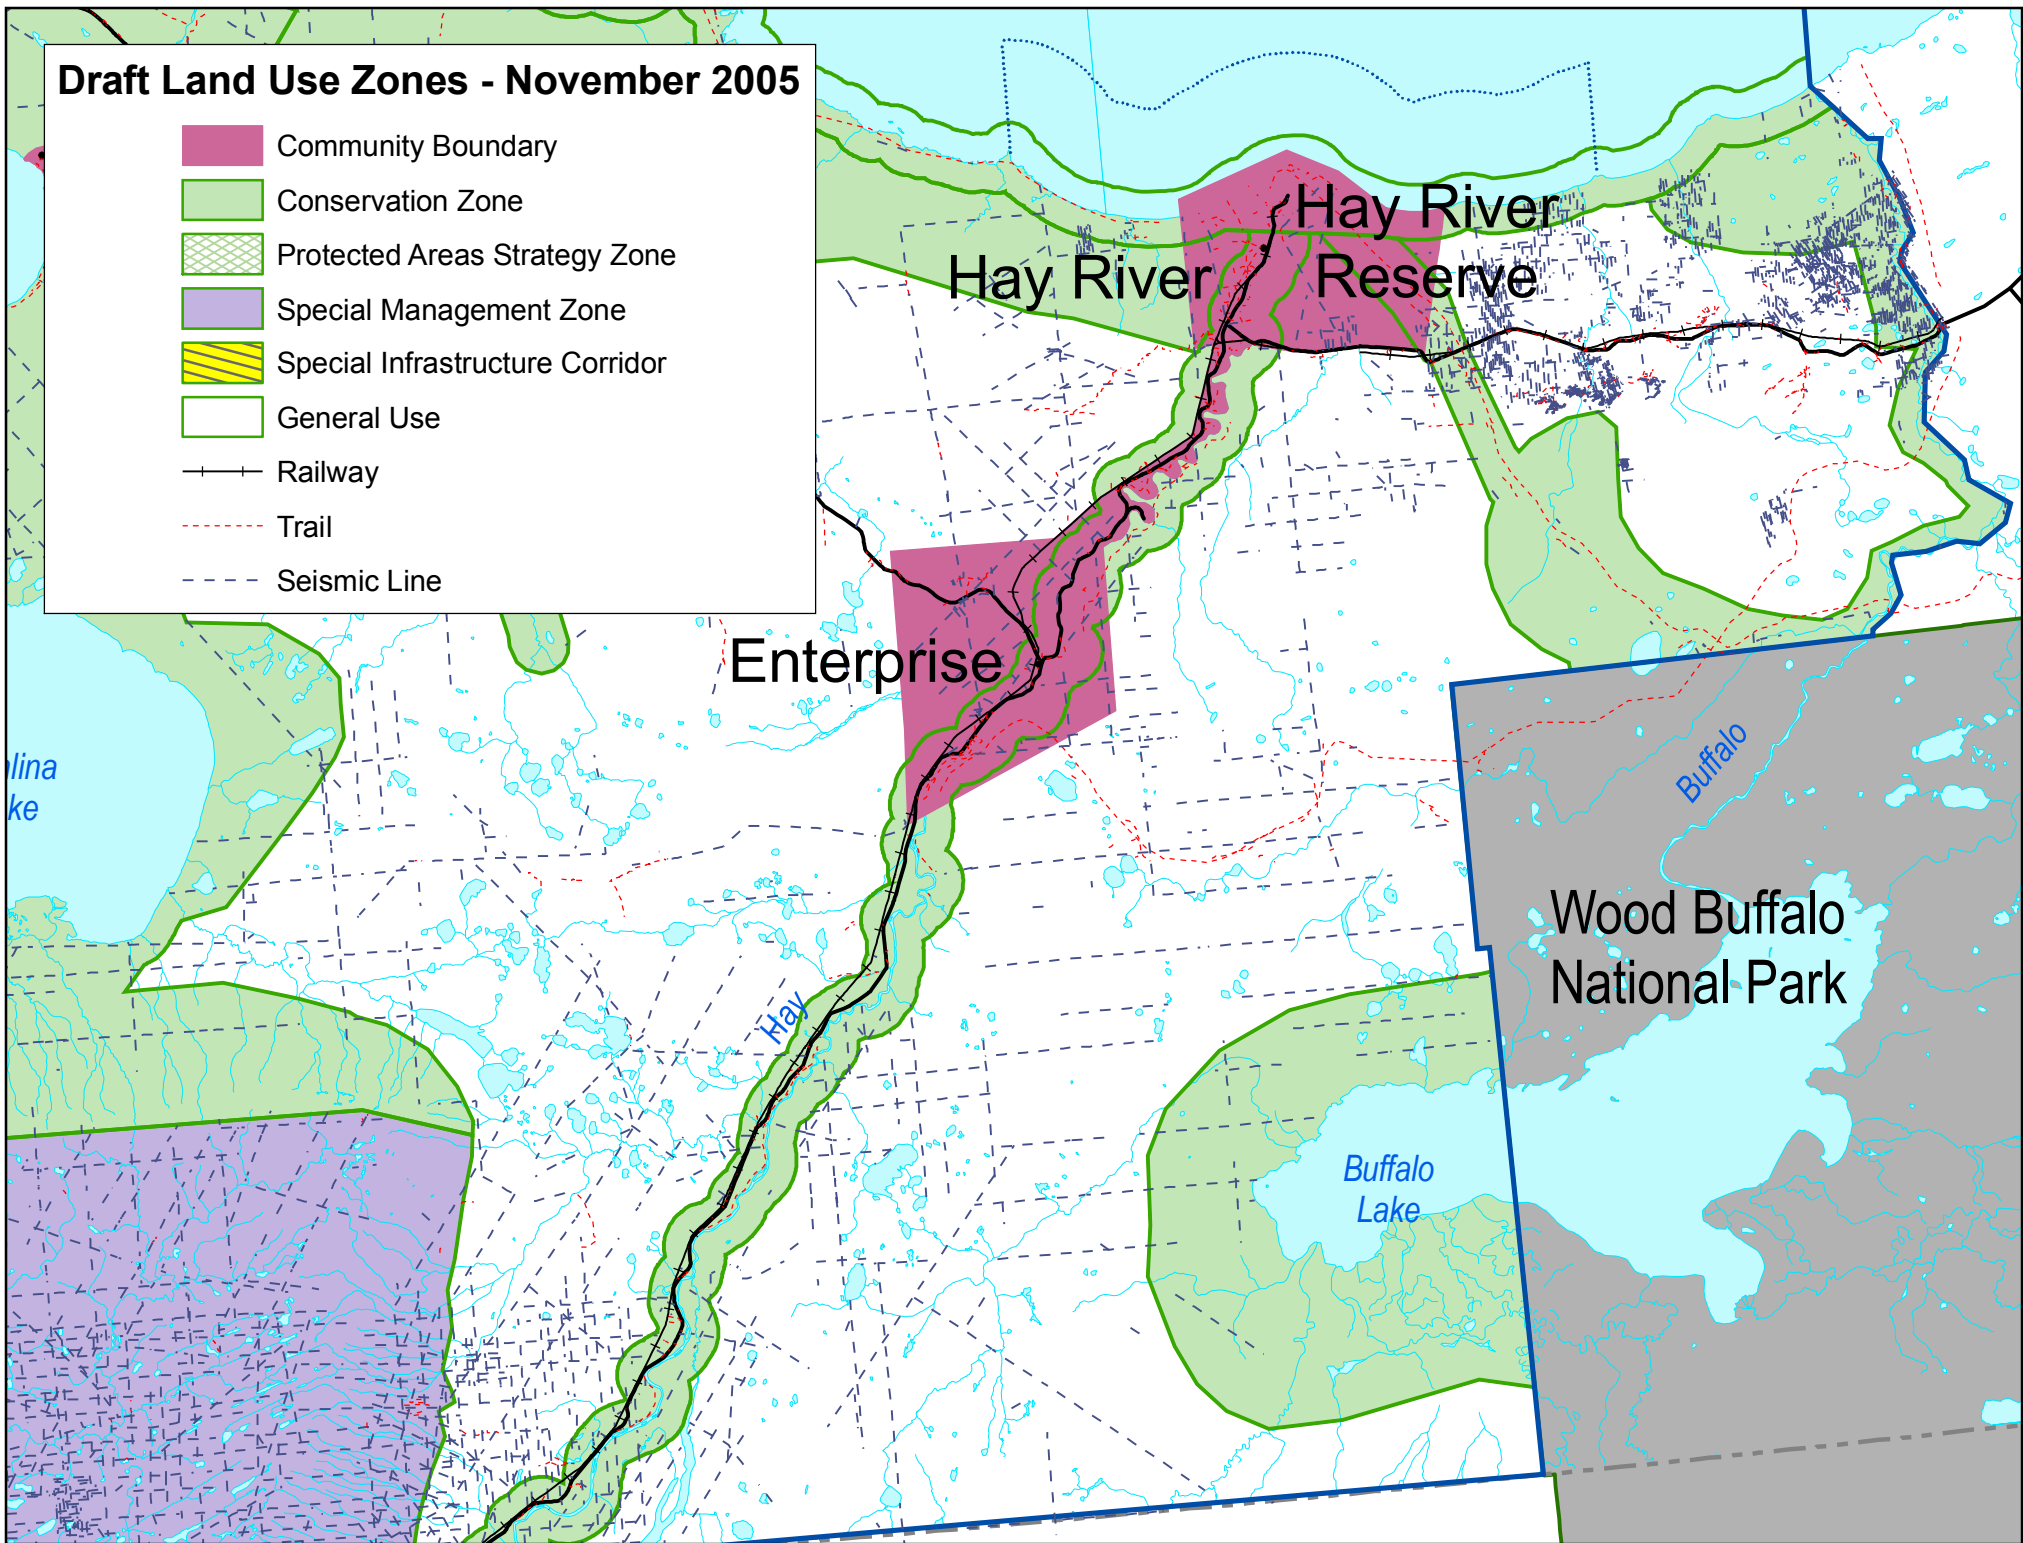 Draft Land Use Zones - November 2005
Community Boundary
Conservation Zone
Protected Areas Strategy Zone
Special Management Zone
Special Infrastructure Corridor
General Use
Railway
Trail
Seismic Line
Hay River
Hay River
Reserve
Enterprise
lina
ke
Buffalo
Wood Buffalo
National Park
Hay
Buffalo
Lake